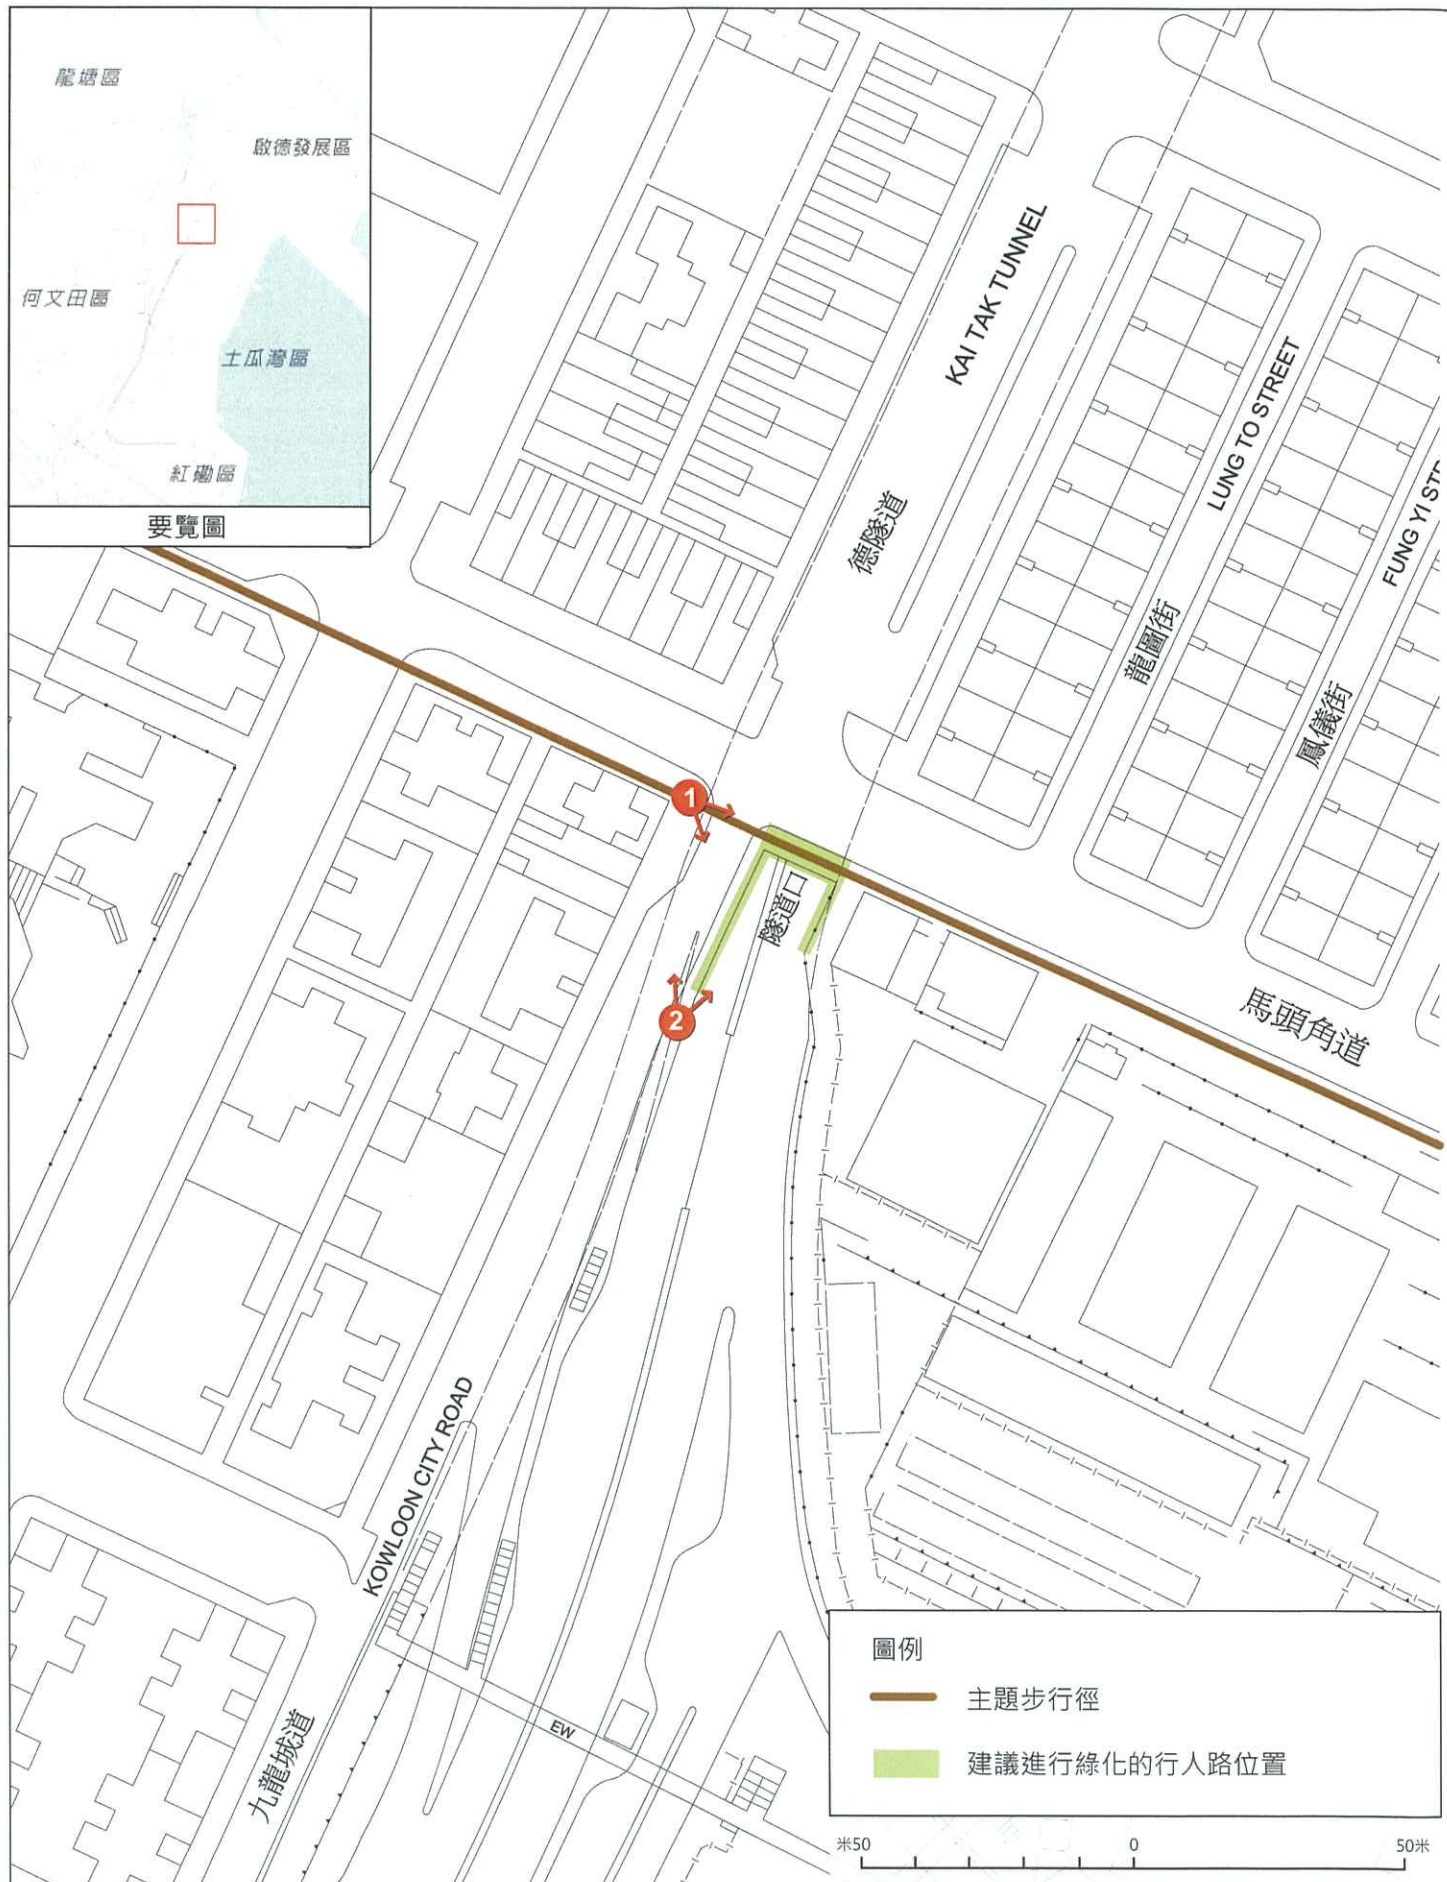 龍塘區
啟德發展區
何文田區
土瓜灣區
紅磡區
要覽圖
KAI TAK TUNNEL
德隧道
LUNG TO STREET
龍圖街
FUNG YI STR
鳳儀街
1
隧道口
2
馬頭角道
KOWLOON CITY ROAD
九龍城道
EW
圖例
主題步行徑
建議進行綠化的行人路位置
米50 0 50米